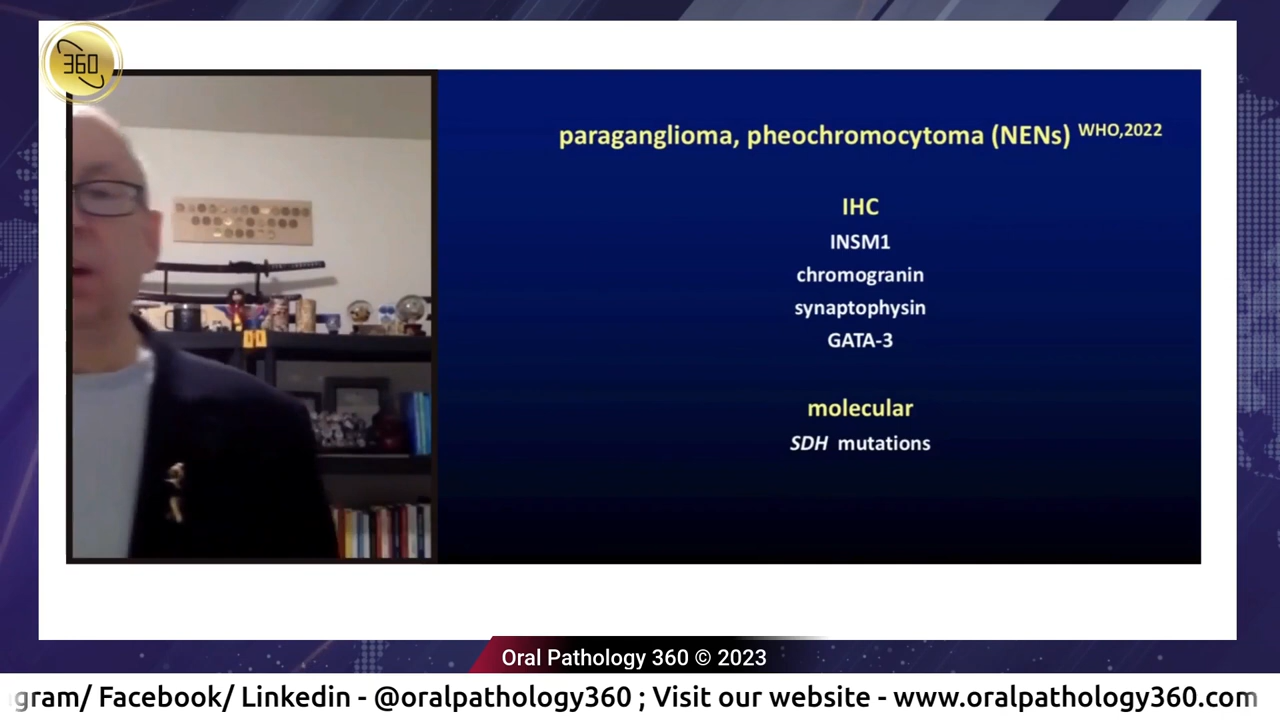 360
paraganglioma, pheochromocytoma (NENs) WHO,2022
IHC
INSM1
chromogranin
synaptophysin
GATA-3
molecular
SDH mutations
Oral Pathology 360 © 2023
gram/ Facebook/ Linkedin - @oralpathology360 ; Visit our website - www.oralpathology360.com